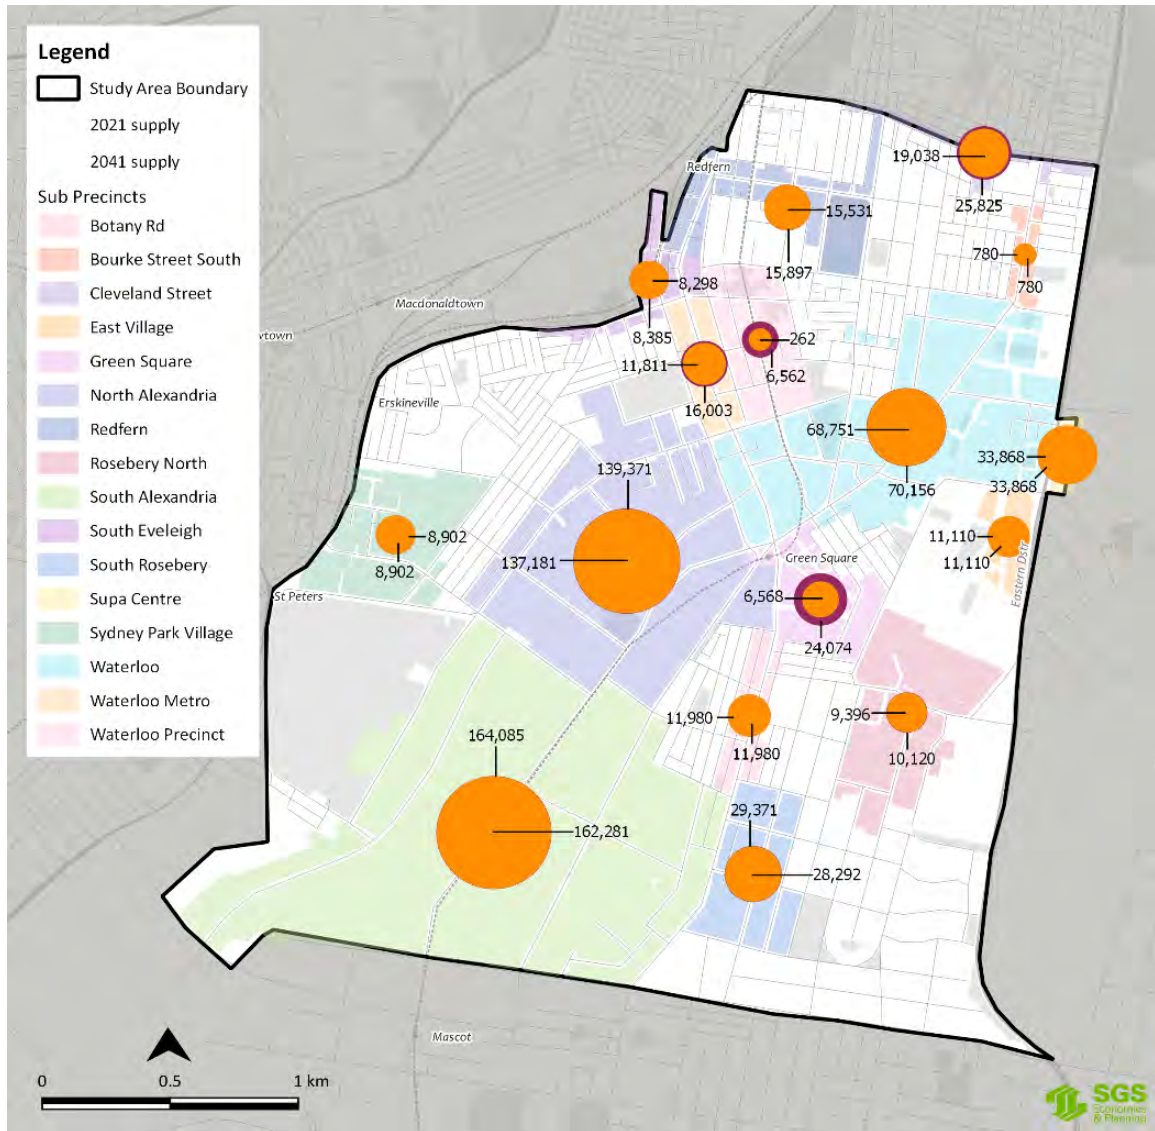 Legend
Study Area Boundary
2021 supply
2041 supply
Sub Precincts
Botany Rd
Bourke Street South
Cleveland Street
East Village
Green Square
North Alexandria
Redfern
Rosebery North
South Alexandria
South Eveleigh
South Rosebery
Supa Centre
Sydney Park Village
Waterloo
Waterloo Metro
Waterloo Precinct
Redfern
19,038
25,825
15,531
15,897
780
780
8,298
8,385
Macdonaldtown
wtown
262
6,562
11,811
16,003
Erskineville
68,751
70,156
33,868
33,868
139,371
137,181
8,902
8,902
11,110
11,110
Eastern Dstr
Green Square
St Peters
6,568
24,074
11,980
11,980
9,396
10,120
164,085
162,281
29,371
28,292
Mascot
0 0.5 1 km
SGS
Economics
& Planning